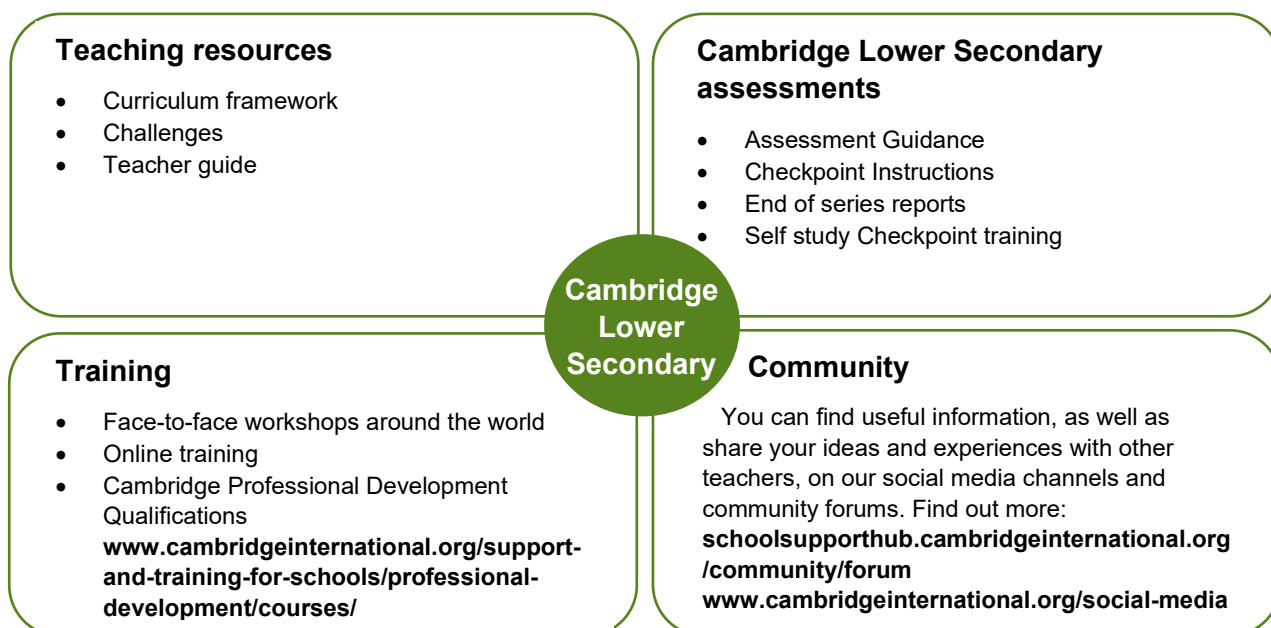 Teaching resources
• Curriculum framework
• Challenges
• Teacher guide
Cambridge Lower Secondary
assessments
• Assessment Guidance
• Checkpoint Instructions
• End of series reports
• Self study Checkpoint training
Cambridge
Lower
Secondary
Training
• Face-to-face workshops around the world
• Online training
• Cambridge Professional Development
Qualifications
www.cambridgeinternational.org/support-
and-training-for-schools/professional-
development/courses/
Community
You can find useful information, as well as
share your ideas and experiences with other
teachers, on our social media channels and
community forums. Find out more:
schoolsupporthub.cambridgeinternational.org
/community/forum
www.cambridgeinternational.org/social-media